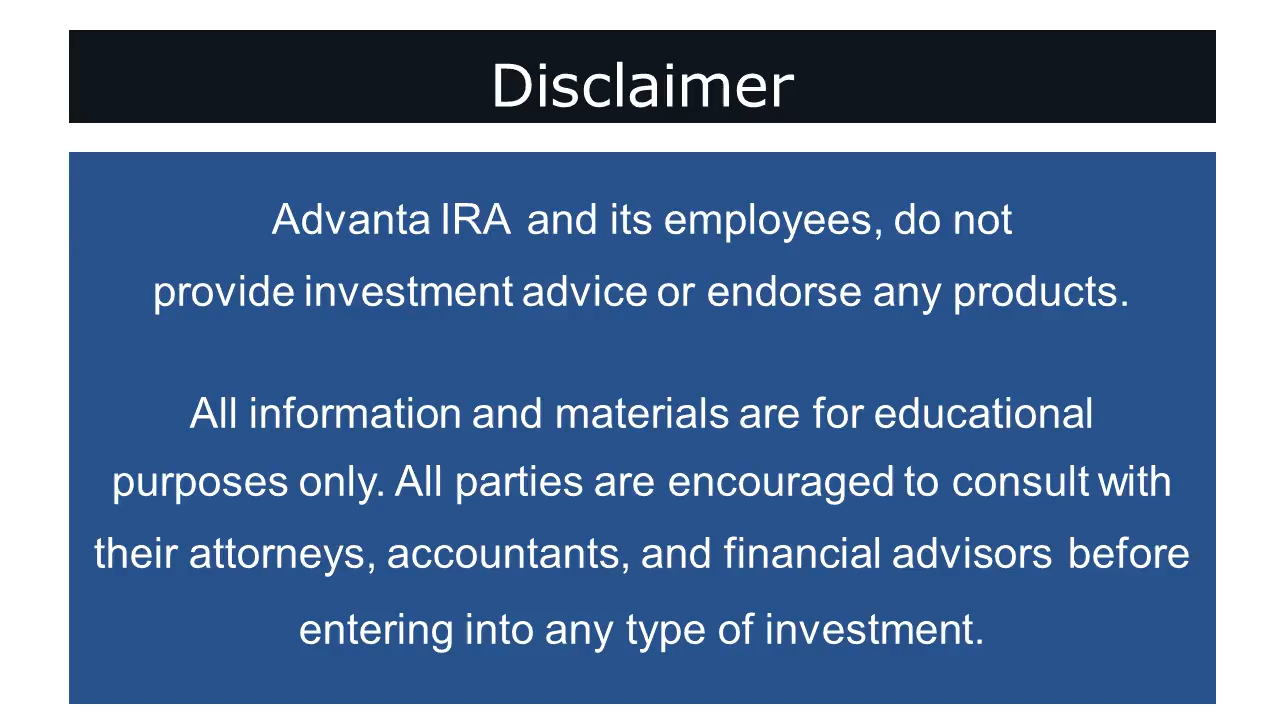 Disclaimer
Advanta IRA and its employees, do not
provide investment advice or endorse any products.
All information and materials are for educational
purposes only. All parties are encouraged to consult with
their attorneys, accountants, and financial advisors before
entering into any type of investment.